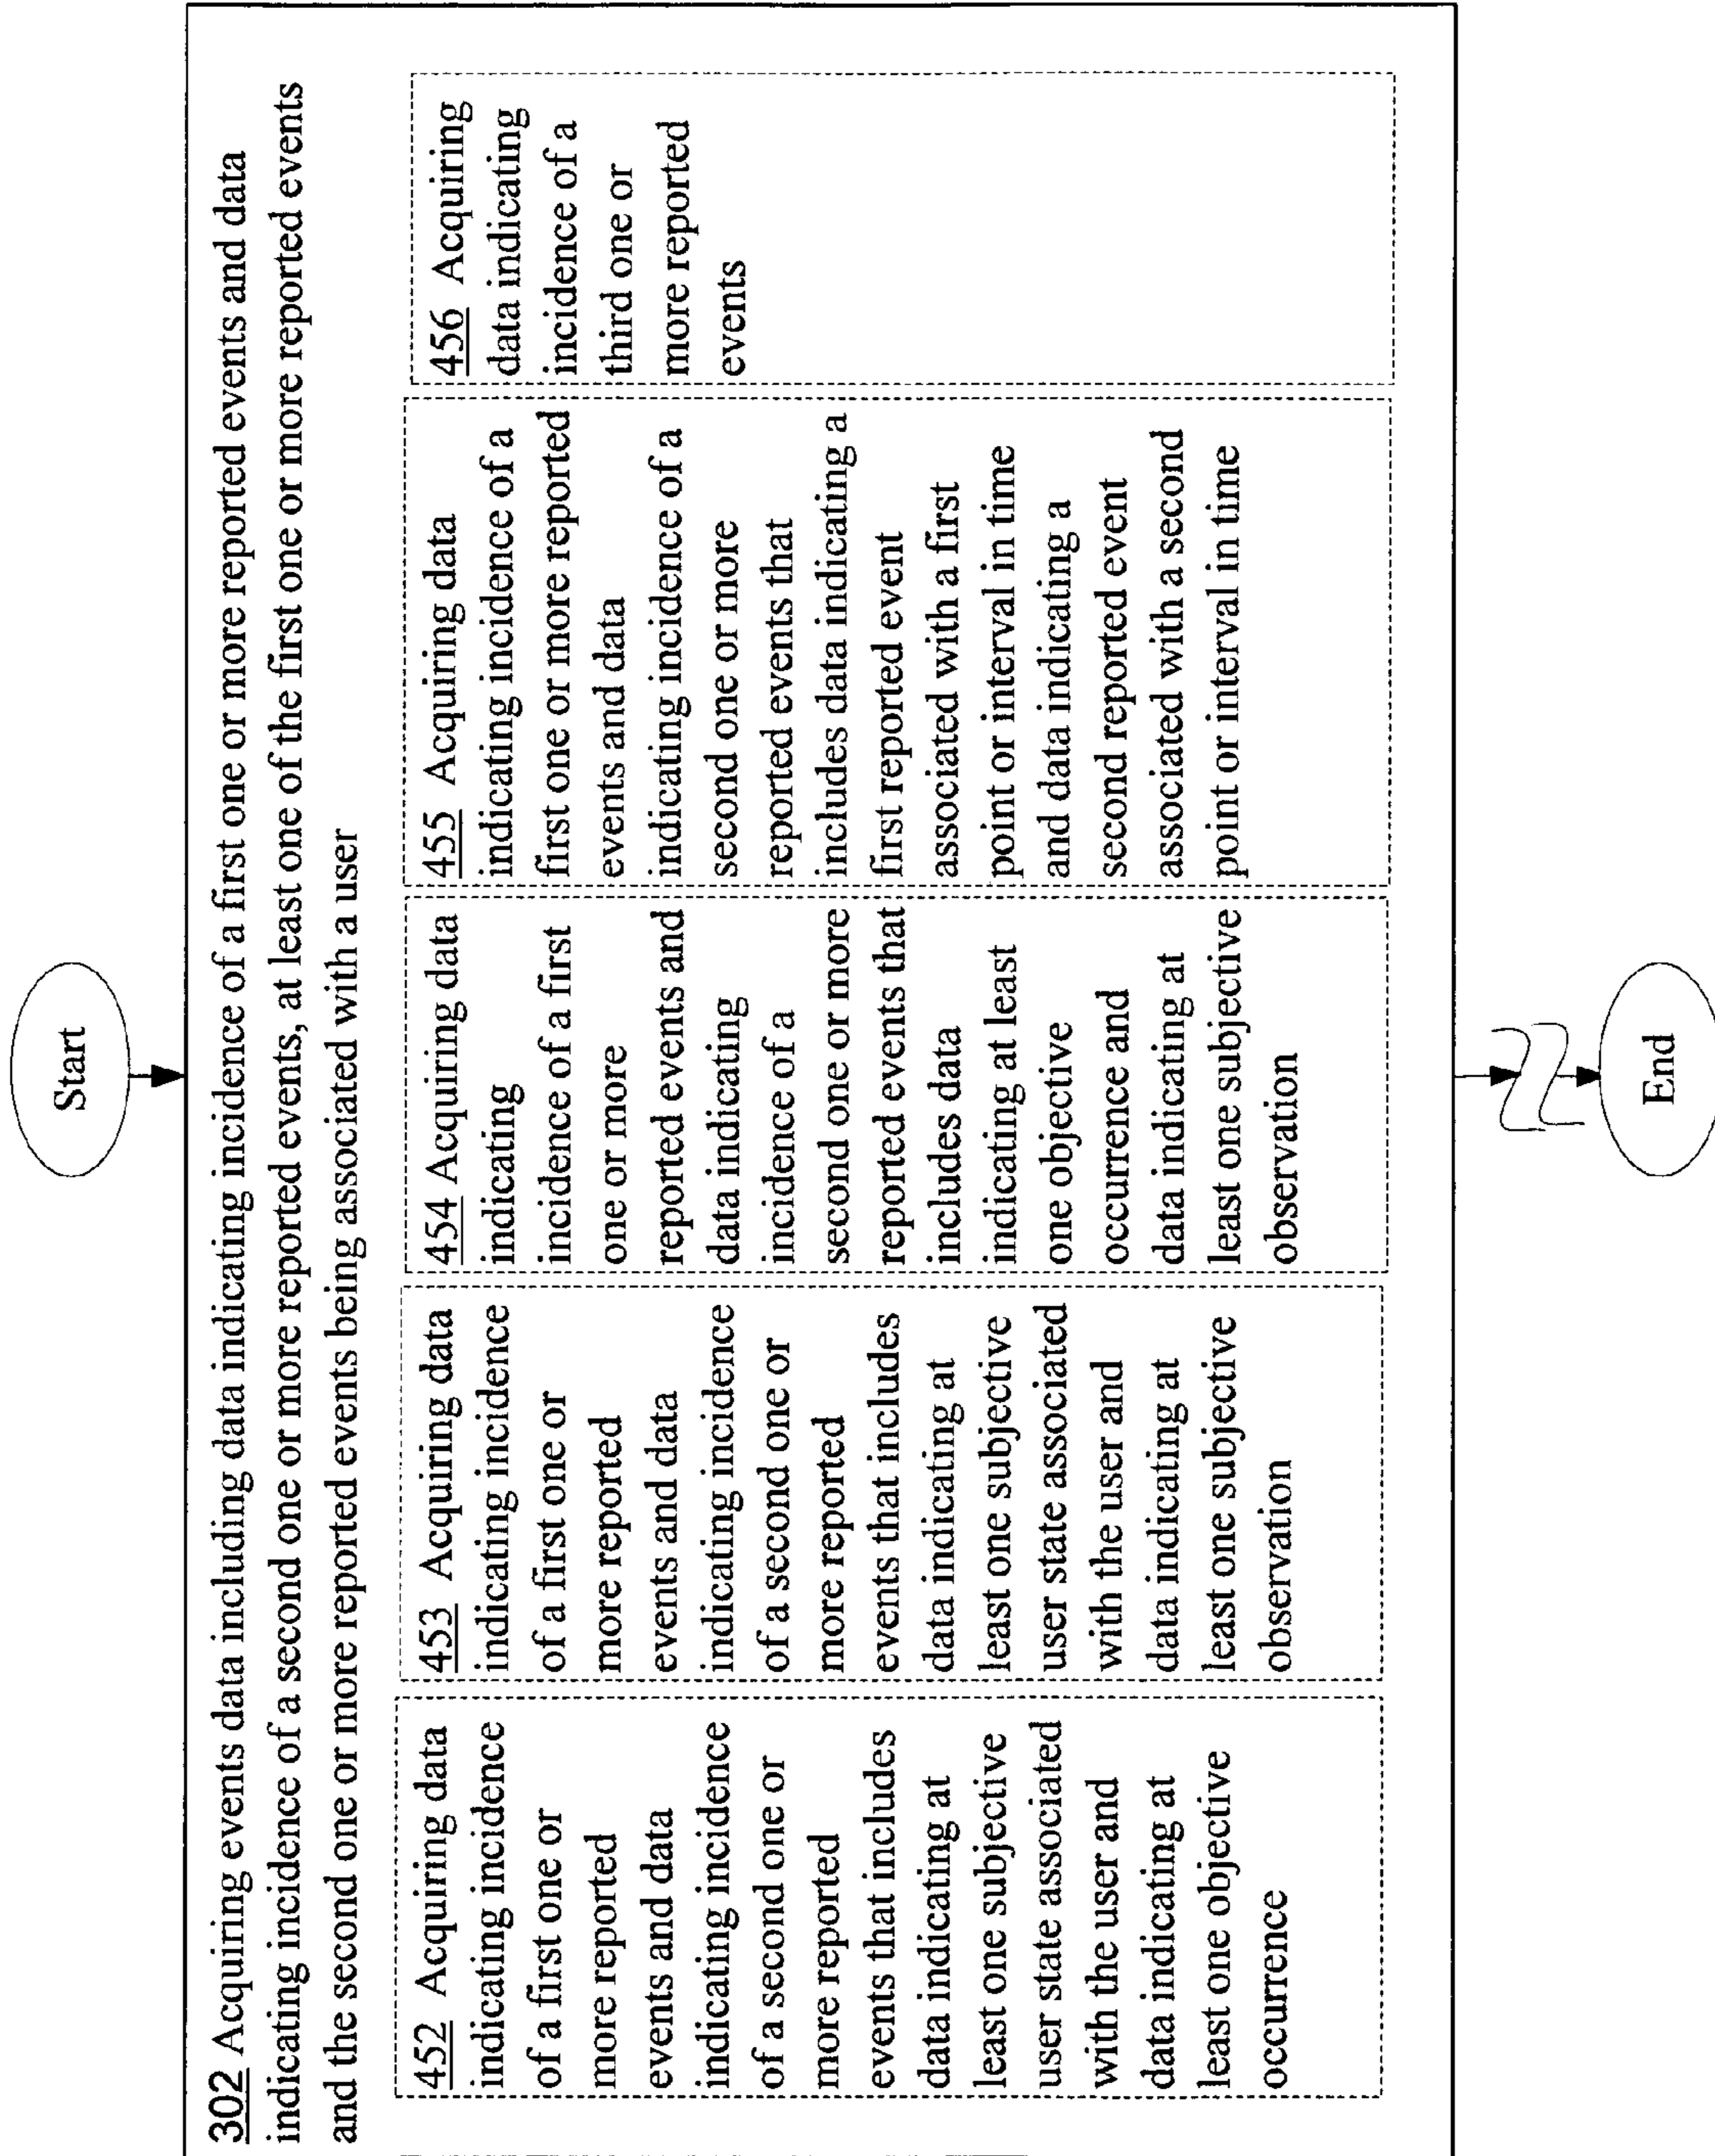 Start
302 Acquiring events data including data indicating incidence of a first one or more reported events and data
indicating incidence of a second one or more reported events, at least one of the first one or more reported events
and the second one or more reported events being associated with a user
452 Acquiring data
indicating incidence
of a first one or
more reported
events and data
indicating incidence
of a second one or
more reported
events that includes
data indicating at
least one subjective
user state associated
with the user and
data indicating at
least one objective
occurrence
453 Acquiring data
indicating incidence
of a first one or
more reported
events and data
indicating incidence
of a second one or
more reported
events that includes
data indicating at
least one subjective
user state associated
with the user and
data indicating at
least one subjective
observation
454 Acquiring data
indicating
incidence of a first
one or more
reported events and
data indicating
incidence of a
second one or more
reported events that
includes data
indicating at least
one objective
occurrence and
data indicating at
least one subjective
observation
455 Acquiring data
indicating incidence of a
first one or more reported
events and data
indicating incidence of a
second one or more
reported events that
includes data indicating a
first reported event
associated with a first
point or interval in time
and data indicating a
second reported event
associated with a second
point or interval in time
456 Acquiring
data indicating
incidence of a
third one or
more reported
events
End